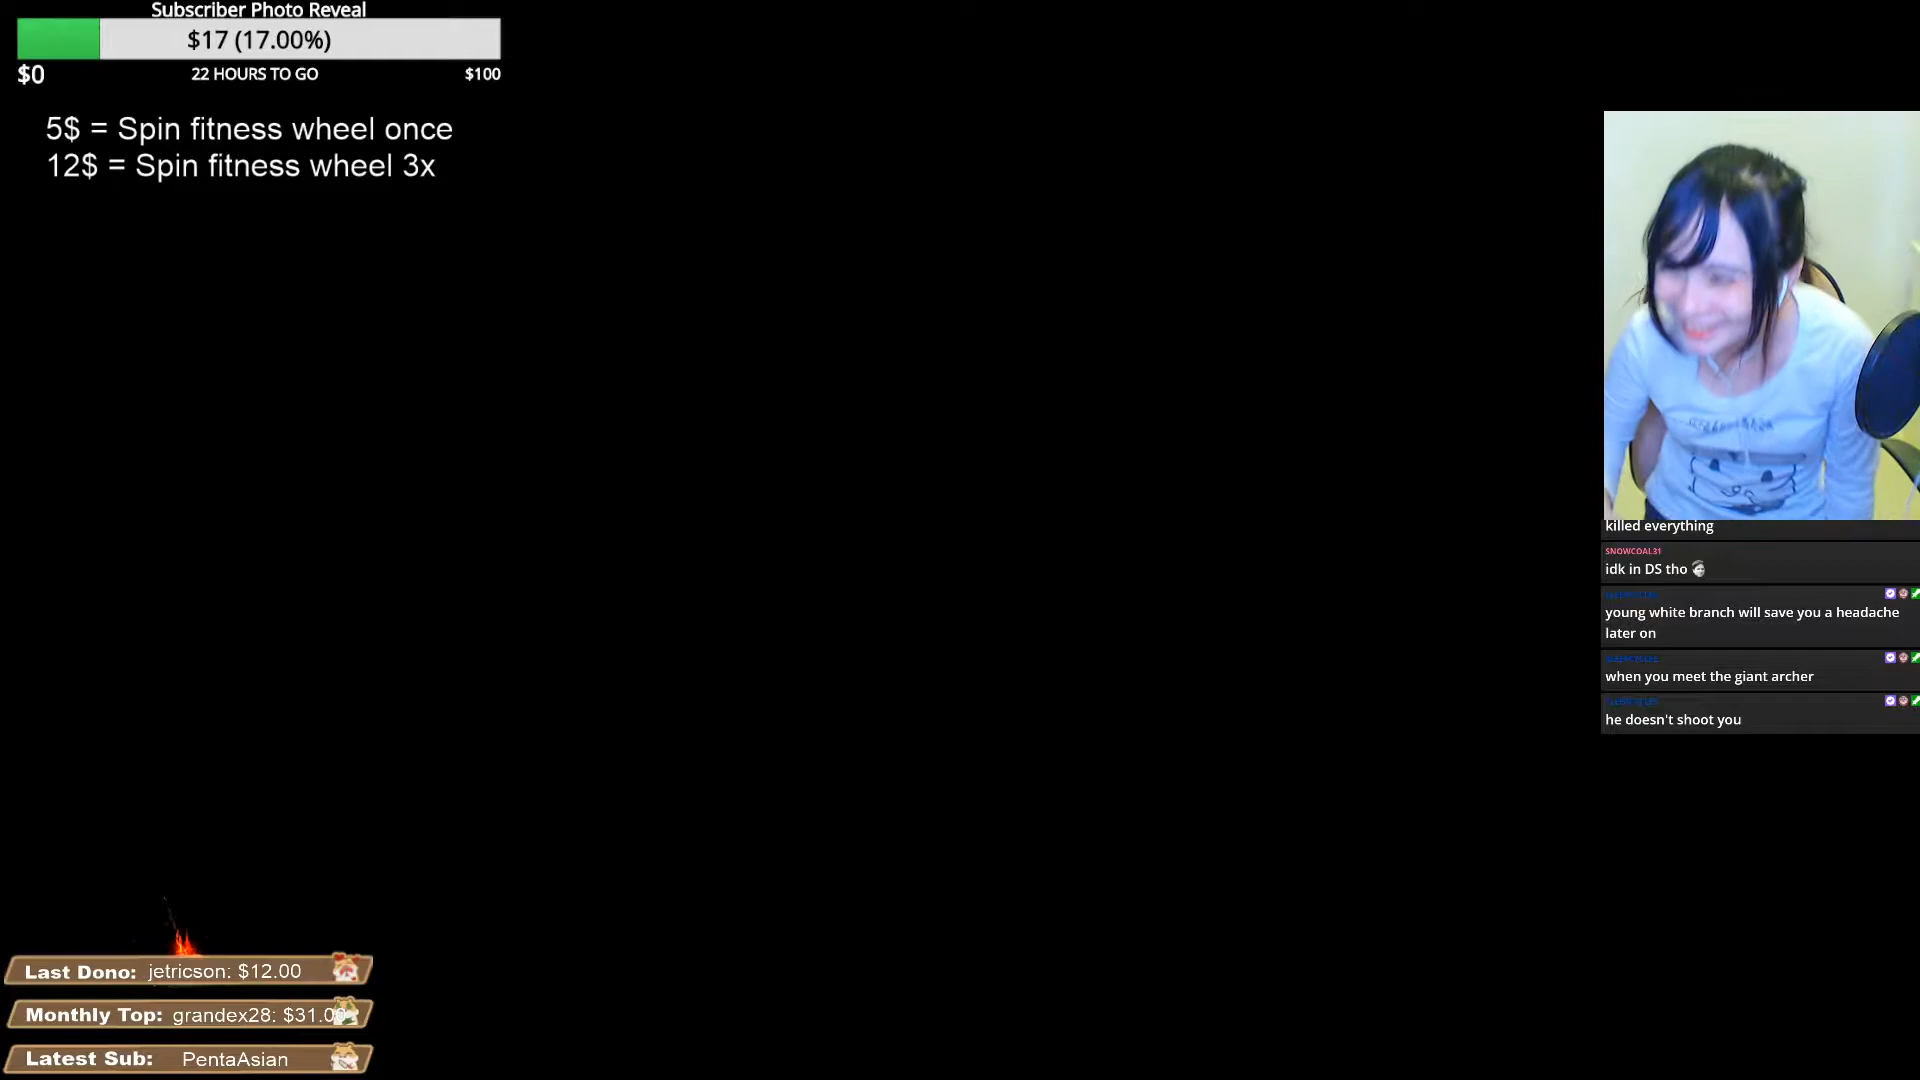 Subscriber Photo Reveal
$17 (17.00%)
$0 22 HOURS TO GO $100
5$ = Spin fitness wheel once
12$ = Spin fitness wheel 3x
killed everything
SNOWCOAL31
idk in DS tho
young white branch will save you a headache
later on
when you meet the giant archer
he doesn't shoot you
Last Dono: jetricson: $12.00
Monthly Top: grandex28: $31.00
Latest Sub: PentaAsian